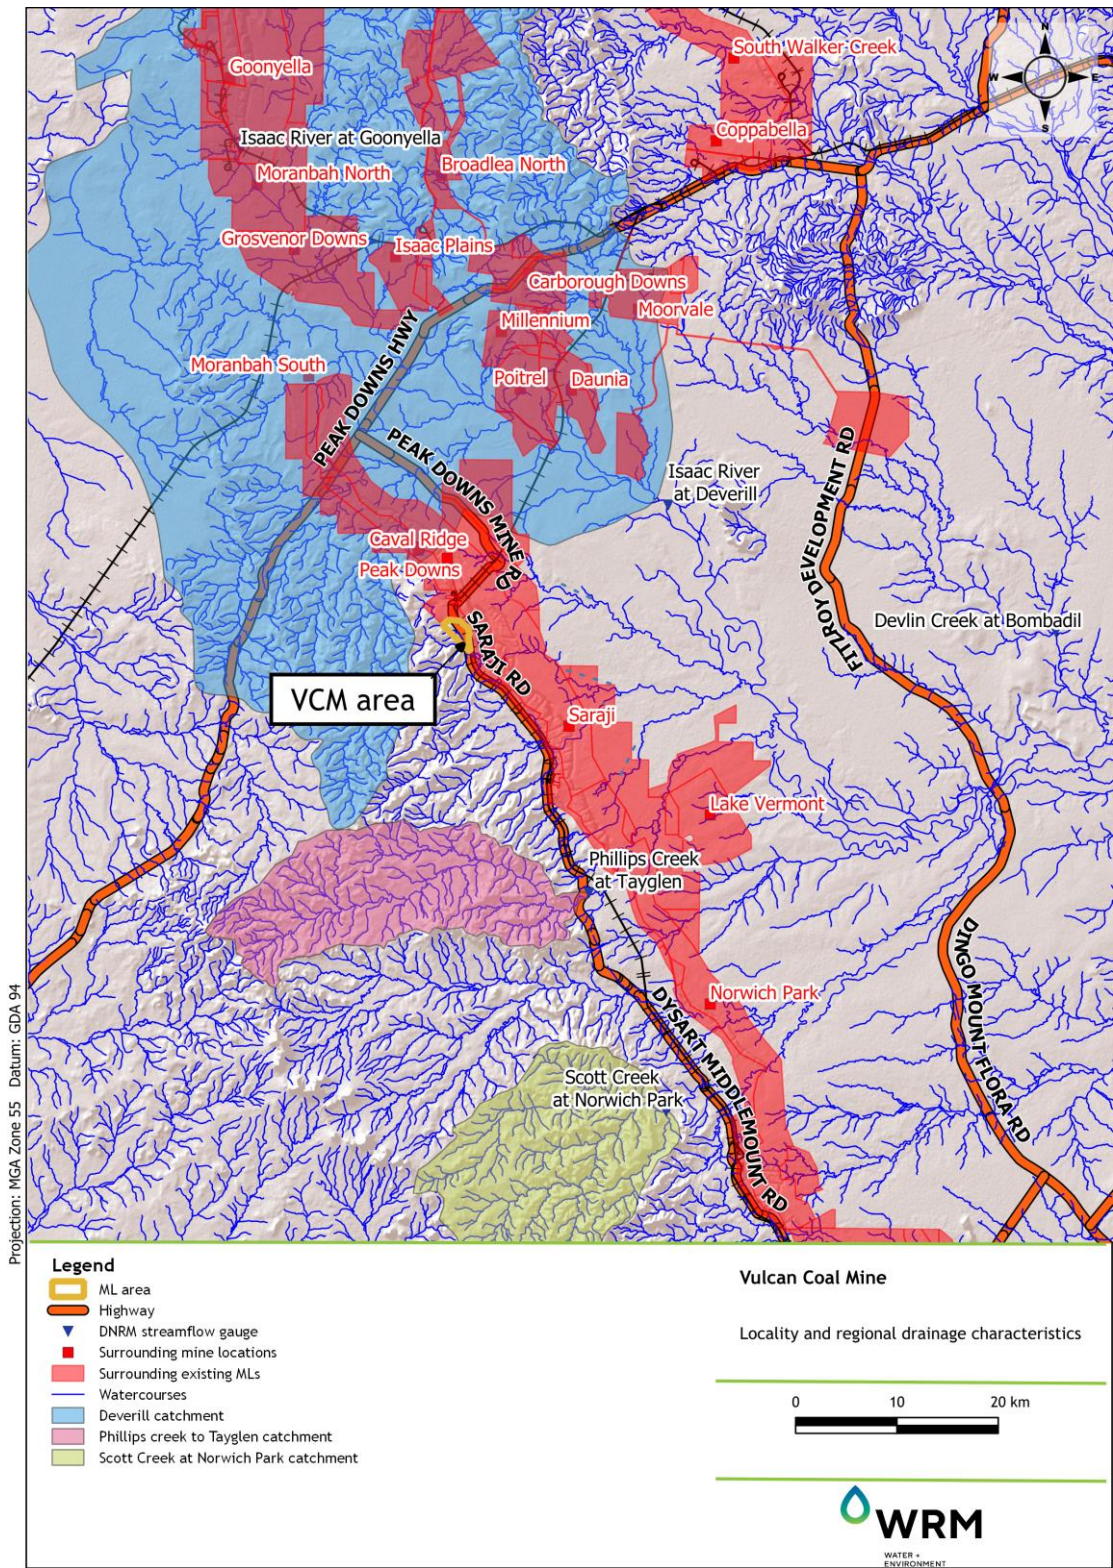 South Walker Creek
N
W
E
S
Goonyella
Coppabella
Isaac River at Goonyella
Broadlea North
Moranbah North
Grosvenor Downs
Isaac Plains
Carborough Downs
Moorvale
Millennium
PEAK DOWNS HWY
Moranbah South
Poitrel
Daunia
PEAK DOWNS MINE RD
Isaac River
at Deverill
FITZROY DEVELOPMENT RD
Caval Ridge
Peak Downs
SARAJI RD
Devlin Creek at Bombadil
VCM area
Saraji
Lake Vermont
Phillips Creek
at Tayglen
DINGO MOUNT FLORA RD
Norwich Park
DYSART MIDDLEMOUNT RD
Scott Creek
at Norwich Park
Projection: MGA Zone 55 Datum: GDA 94
Legend
ML area
Highway
DNRM streamflow gauge
Surrounding mine locations
Surrounding existing MLs
Watercourses
Deverill catchment
Phillips creek to Tayglen catchment
Scott Creek at Norwich Park catchment
Vulcan Coal Mine
Locality and regional drainage characteristics
0 10 20 km
WRM
WATER +
ENVIRONMENT